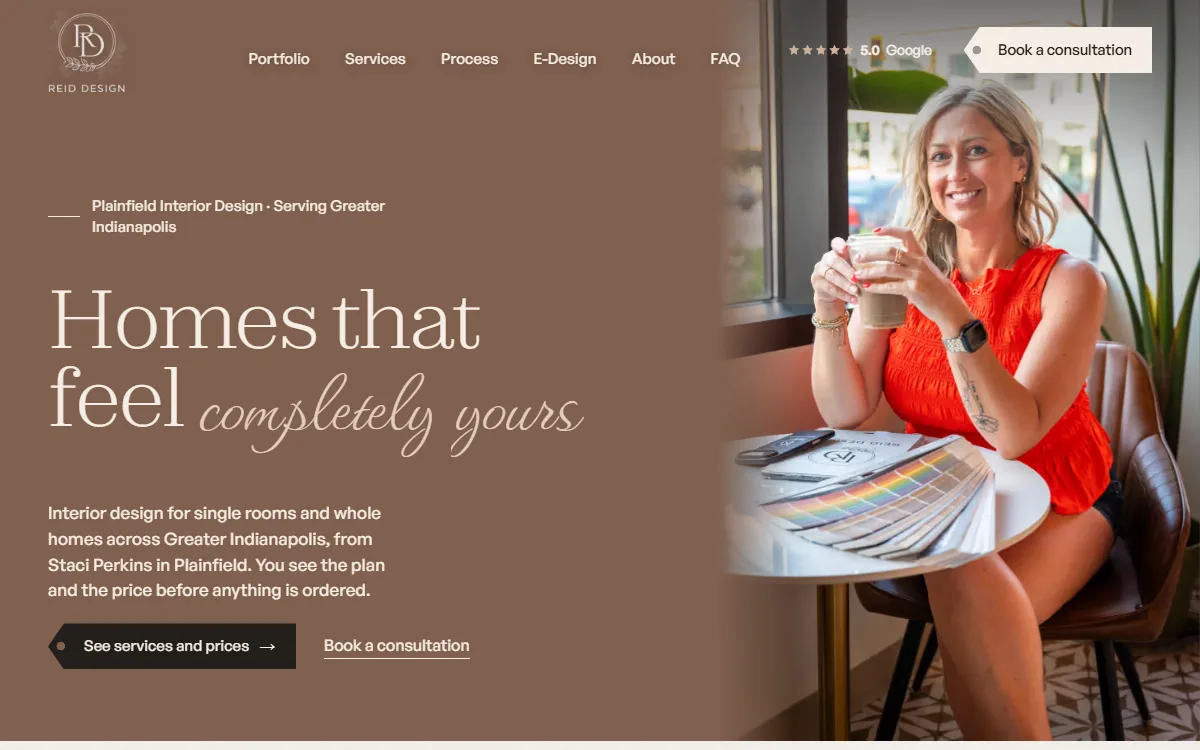 RD
REID DESIGN
Portfolio
Services
Process
E-Design
About
FAQ
5.0 Google
Book a consultation
Plainfield Interior Design · Serving Greater
Indianapolis
Homes that
feel completely yours
REID DESIGN
RD
Interior design for single rooms and whole
homes across Greater Indianapolis, from
Staci Perkins in Plainfield. You see the plan
and the price before anything is ordered.
See services and prices →
Book a consultation